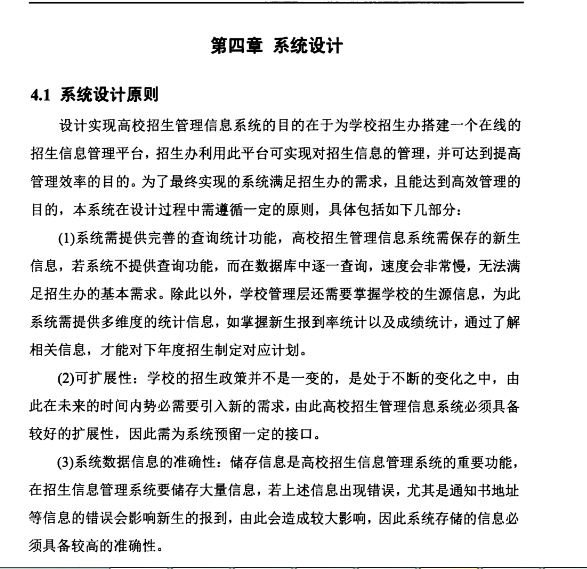 第四章 系统设计
4.1 系统设计原则
设计实现高校招生管理信息系统的目的在于为学校招生办搭建一个在线的
招生信息管理平台，招生办利用此平台可实现对招生信息的管理，并可达到提高
管理效率的目的。为了最终实现的系统满足招生办的需求，且能达到高效管理的
目的，本系统在设计过程中需遵循一定的原则，具体包括如下几部分：
(1)系统需提供完善的查询统计功能，高校招生管理信息系统需保存的新生
信息，若系统不提供查询功能，而在数据库中逐一查询，速度会非常慢，无法满
足招生办的基本需求。除此以外，学校管理层还需要掌握学校的生源信息，为此
系统需提供多维度的统计信息，如掌握新生报到率统计以及成绩统计，通过了解
相关信息，才能对下年度招生制定对应计划。
(2)可扩展性：学校的招生政策并不是一变的，是处于不断的变化之中，由
此在未来的时间内势必需要引入新的需求，由此高校招生管理信息系统必须具备
较好的扩展性，因此需为系统预留一定的接口。
(3)系统数据信息的准确性：储存信息是高校招生信息管理系统的重要功能，
在招生信息管理系统要储存大量信息，若上述信息出现错误，尤其是通知书地址
等信息的错误会影响新生的报到，由此会造成较大影响，因此系统存储的信息必
须具备较高的准确性。